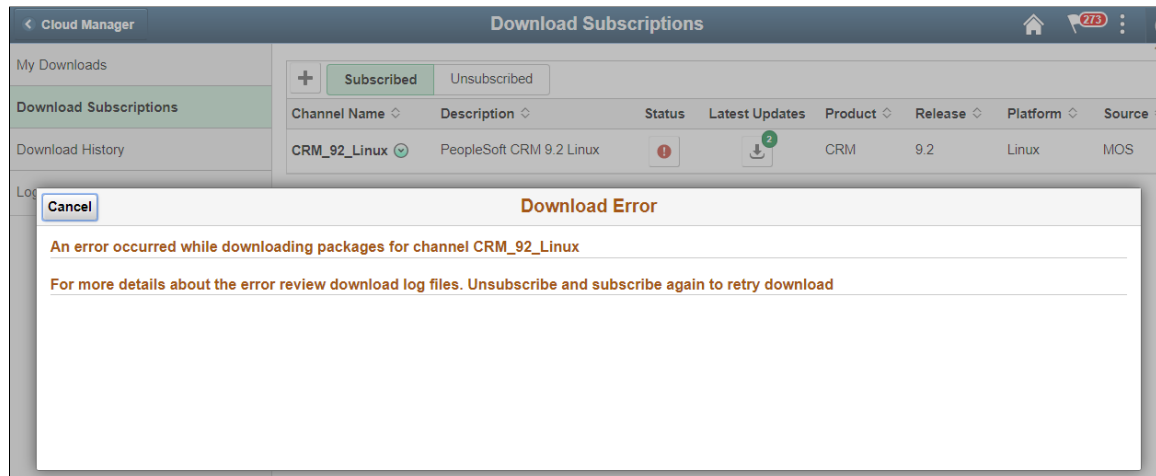 Cloud Manager
Download Subscriptions
273
My Downloads
Download Subscriptions
Download History
Log
Subscribed Unsubscribed
Channel Name Description Status Latest Updates Product Release Platform Source
CRM_92_Linux PeopleSoft CRM 9.2 Linux 2 CRM 9.2 Linux MOS
Cancel
Download Error
An error occurred while downloading packages for channel CRM_92_Linux
For more details about the error review download log files. Unsubscribe and subscribe again to retry download